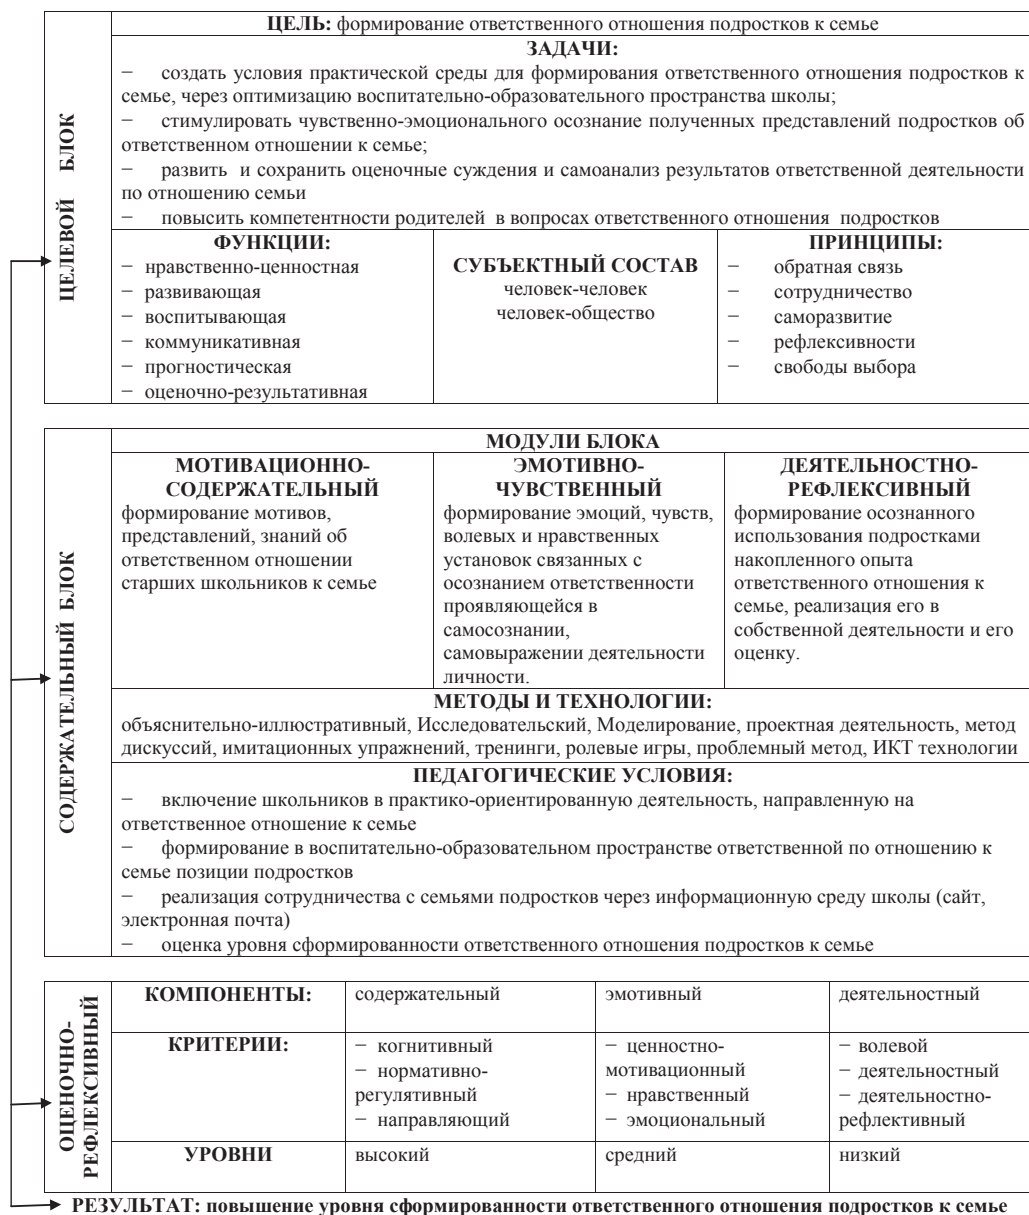 ЦЕЛЕВОЙ БЛОК
ЦЕЛЬ: формирование ответственного отношения подростков к семье
ЗАДАЧИ:
− создать условия практической среды для формирования ответственного отношения подростков к
семье, через оптимизацию воспитательно-образовательного пространства школы;
− стимулировать чувственно-эмоционального осознание полученных представлений подростков об
ответственном отношении к семье;
− развить и сохранить оценочные суждения и самоанализ результатов ответственной деятельности
по отношению семьи
− повысить компетентности родителей в вопросах ответственного отношения подростков
ФУНКЦИИ:
− нравственно-ценностная
− развивающая
− воспитывающая
− коммуникативная
− прогностическая
− оценочно-результативная
СУБЪЕКТНЫЙ СОСТАВ
человек-человек
человек-общество
ПРИНЦИПЫ:
− обратная связь
− сотрудничество
− саморазвитие
− рефлексивности
− свободы выбора
СОДЕРЖАТЕЛЬНЫЙ БЛОК
МОДУЛИ БЛОКА
МОТИВАЦИОННО-
СОДЕРЖАТЕЛЬНЫЙ
формирование мотивов,
представлений, знаний об
ответственном отношении
старших школьников к семье
ЭМОТИВНО-
ЧУВСТВЕННЫЙ
формирование эмоций, чувств,
волевых и нравственных
установок связанных с
осознанием ответственности
проявляющейся в
самосознании,
самовыражении деятельности
личности.
ДЕЯТЕЛЬНОСТНО-
РЕФЛЕКСИВНЫЙ
формирование осознанного
использования подростками
накопленного опыта
ответственного отношения к
семье, реализация его в
собственной деятельности и его
оценку.
МЕТОДЫ И ТЕХНОЛОГИИ:
объяснительно-иллюстративный, Исследовательский, Моделирование, проектная деятельность, метод
дискуссий, имитационных упражнений, тренинги, ролевые игры, проблемный метод, ИКТ технологии
ПЕДАГОГИЧЕСКИЕ УСЛОВИЯ:
− включение школьников в практико-ориентированную деятельность, направленную на
ответственное отношение к семье
− формирование в воспитательно-образовательном пространстве ответственной по отношению к
семье позиции подростков
− реализация сотрудничества с семьями подростков через информационную среду школы (сайт,
электронная почта)
− оценка уровня сформированности ответственного отношения подростков к семье
ОЦЕНОЧНО-
РЕФЛЕКСИВНЫЙ
КОМПОНЕНТЫ:
содержательный
эмотивный
деятельностный
КРИТЕРИИ:
− когнитивный
− нормативно-
регулятивный
− направляющий
− ценностно-
мотивационный
− нравственный
− эмоциональный
− волевой
− деятельностный
− деятельностно-
рефлективный
УРОВНИ
высокий
средний
низкий
РЕЗУЛЬТАТ: повышение уровня сформированности ответственного отношения подростков к семье